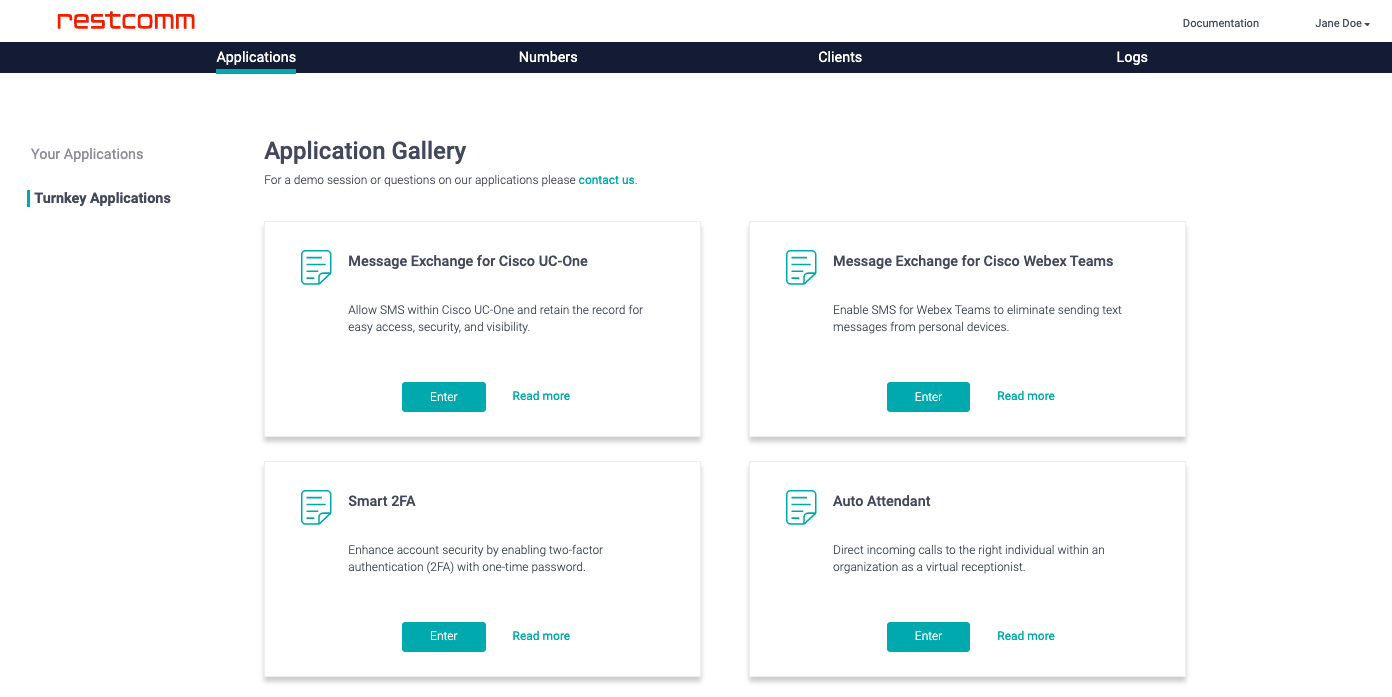 restcomm
Documentation
Jane Doe
Applications
Numbers
Clients
Logs
Your Applications
Turnkey Applications
Application Gallery
For a demo session or questions on our applications please contact us.
Message Exchange for Cisco UC-One
Allow SMS within Cisco UC-One and retain the record for
easy access, security, and visibility.
Enter
Read more
Message Exchange for Cisco Webex Teams
Enable SMS for Webex Teams to eliminate sending text
messages from personal devices.
Enter
Read more
Smart 2FA
Enhance account security by enabling two-factor
authentication (2FA) with one-time password.
Enter
Read more
Auto Attendant
Direct incoming calls to the right individual within an
organization as a virtual receptionist.
Enter
Read more